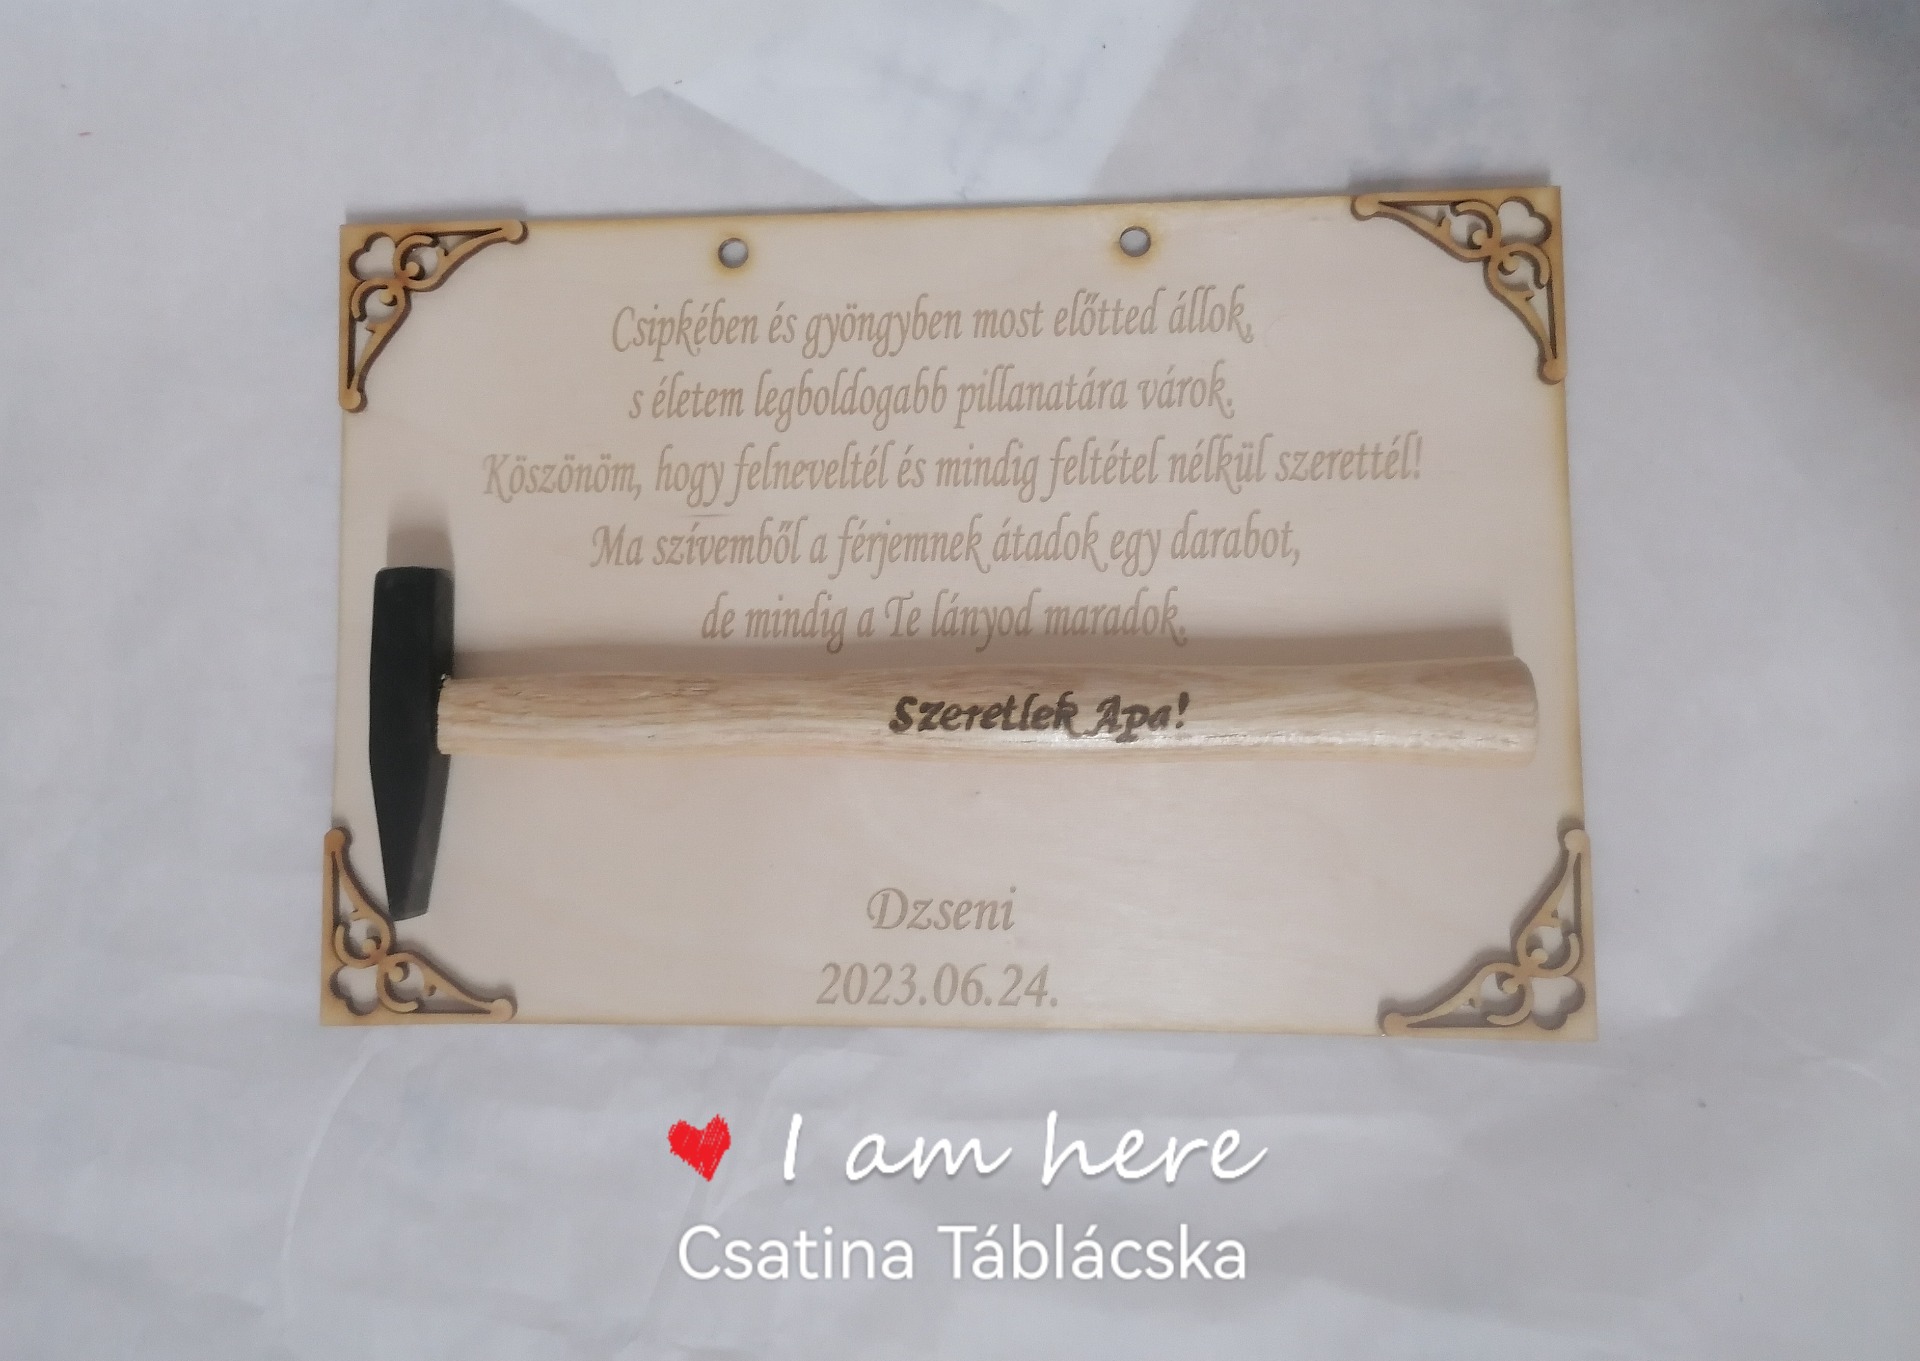 Csipkében és gyöngyben most előtted állok,
s életem legboldogabb pillanatára várok.
Köszönöm, hogy felneveltél és mindig feltétel nélkül szerettél!
Ma szívemből a férjemnek átadok egy darabot,
de mindig a Te lányod maradok.
Szeretlek Apa!
Dzseni
2023.06.24.
I am here
Csatina Táblácska